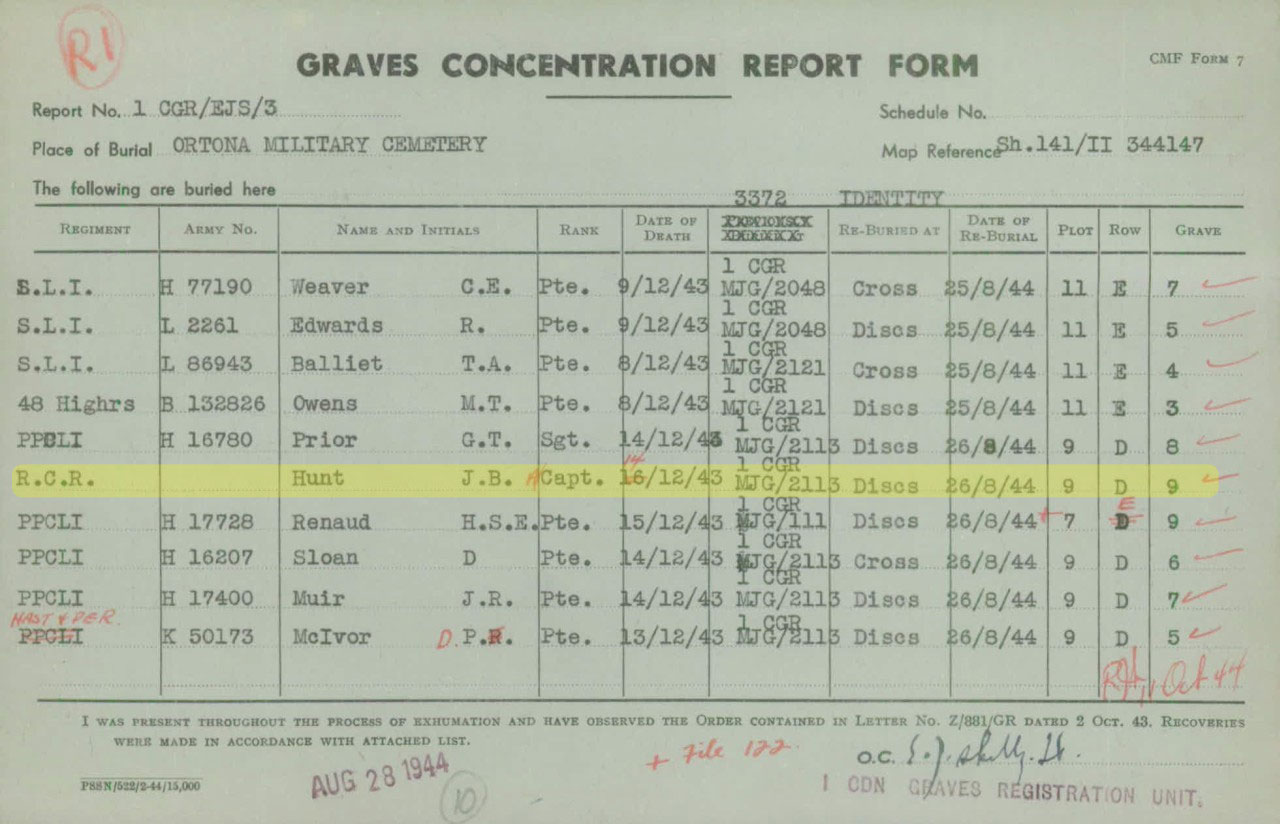 R1
GRAVES CONCENTRATION REPORT FORM
CMF FORM 7
Report No. 1 CGR/EJS/3
Schedule No.
Place of Burial ORTONA MILITARY CEMETERY
Map Reference Sh.141/II 344147
The following are buried here
3372 IDENTITY
REGIMENT ARMY No. NAME AND INITIALS RANK DATE OF DEATH RE-BURIED AT DATE OF RE-BURIAL PLOT ROW GRAVE
S.L.I. H 77190 Weaver C.E. Pte. 9/12/43 1 CGR MJG/2048 Cross 25/8/44 11 E 7
S.L.I. L 2261 Edwards R. Pte. 9/12/43 1 CGR MJG/2048 Discs 25/8/44 11 E 5
S.L.I. L 86943 Balliet T.A. Pte. 8/12/43 1 CGR MJG/2121 Cross 25/8/44 11 E 4
48 Highrs B 132826 Owens M.T. Pte. 8/12/43 1 CGR MJG/2121 Discs 25/8/44 11 E 3
PPCLI H 16780 Prior G.T. Sgt. 14/12/43 1 CGR MJG/2113 Discs 26/8/44 9 D 8
14
R.C.R. Hunt J.B. A Capt. 16/12/43 1 CGR MJG/2113 Discs 26/8/44 9 D 9
E
PPCLI H 17728 Renaud H.S.E. Pte. 15/12/43 1 CGR MJG/111 Discs 26/8/44 + 7 D 9
PPCLI H 16207 Sloan D Pte. 14/12/43 1 CGR MJG/2113 Cross 26/8/44 9 D 6
PPCLI H 17400 Muir J.R. Pte. 14/12/43 1 CGR MJG/2113 Discs 26/8/44 9 D 7
HAST & PER.
PPCLI K 50173 McIvor D. P.R. Pte. 13/12/43 1 CGR MJG/2113 Discs 26/8/44 9 D 5
11 Oct 44
I WAS PRESENT THROUGHOUT THE PROCESS OF EXHUMATION AND HAVE OBSERVED THE ORDER CONTAINED IN LETTER No. Z/881/GR DATED 2 OCT. 43. RECOVERIES
WERE MADE IN ACCORDANCE WITH ATTACHED LIST.
+ File 122.
O.C.
PSSN/522/2-44/15,000
AUG 28 1944
10
1 CDN GRAVES REGISTRATION UNIT.